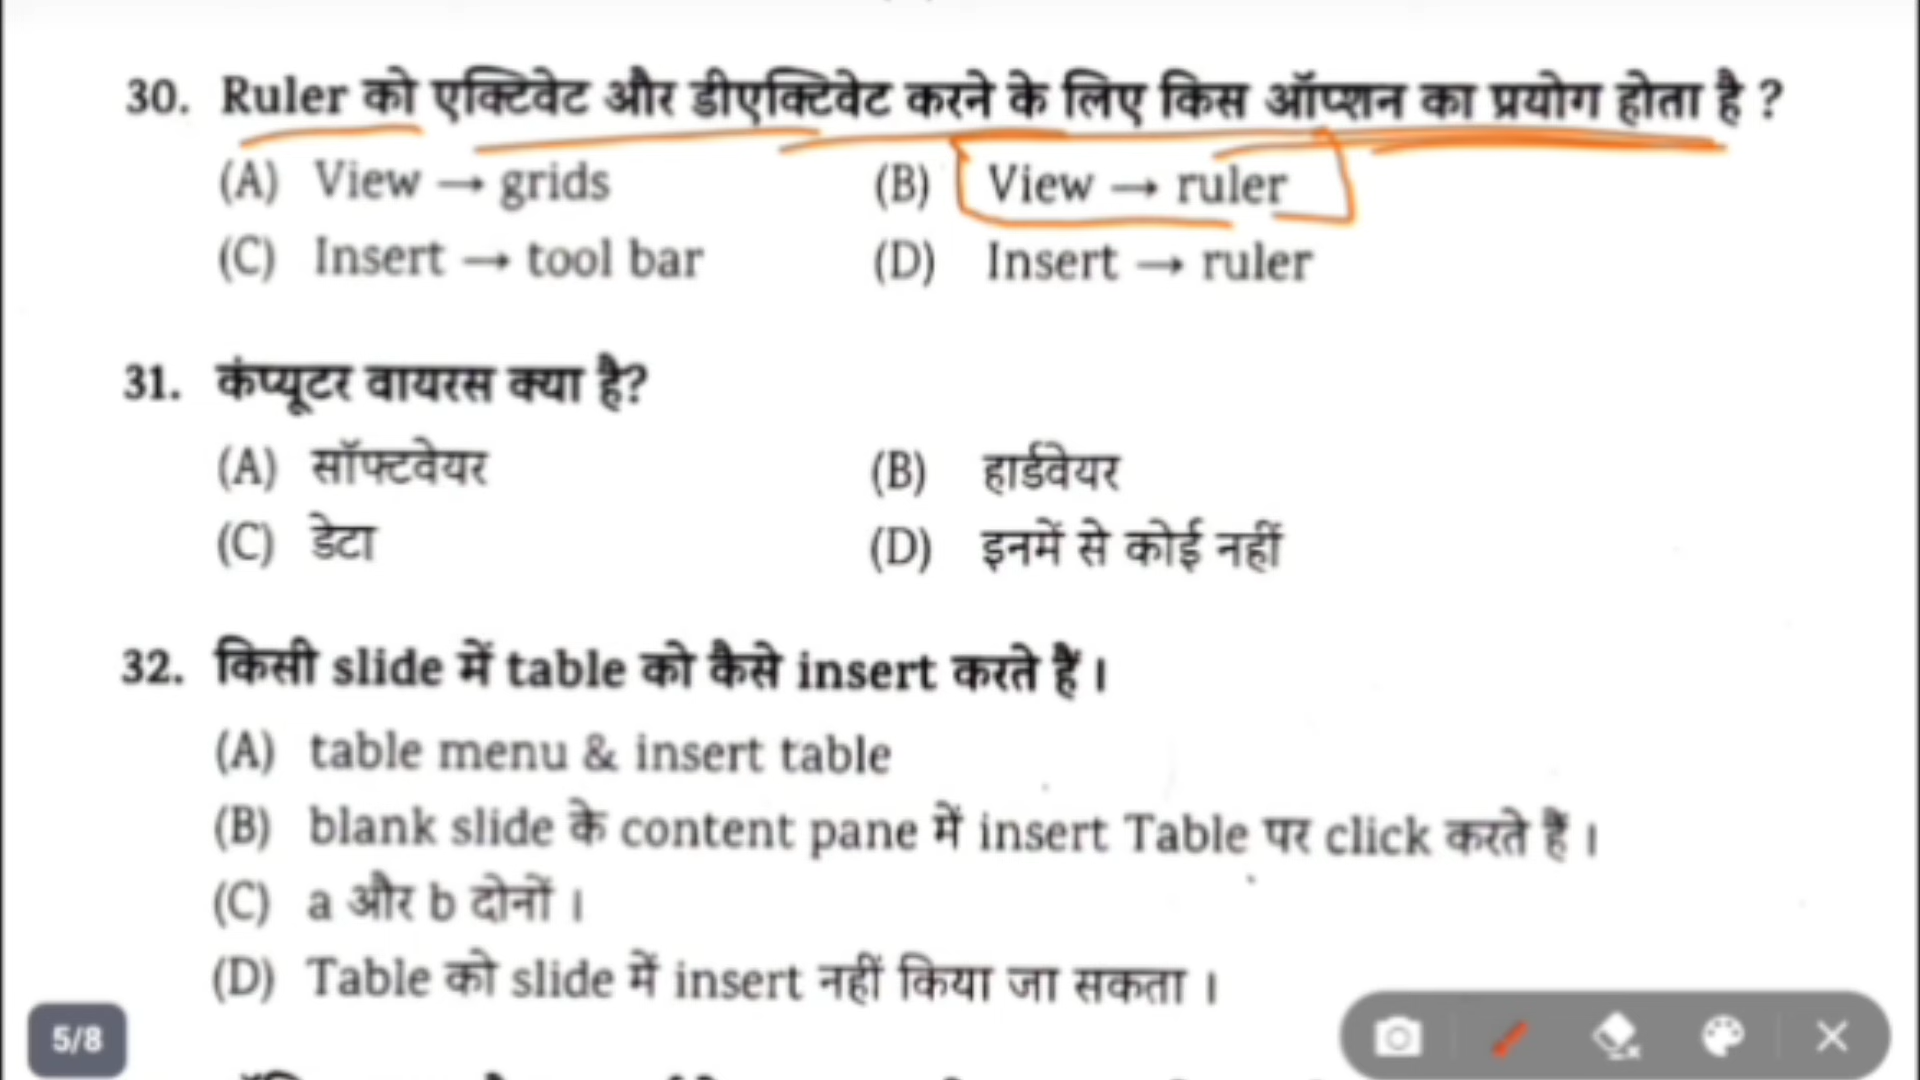 30. Ruler को एक्टिवेट और डीएक्टिवेट करने के लिए किस ऑप्शन का प्रयोग होता है ?
(A) View → grids (B) View → ruler
(C) Insert → tool bar (D) Insert → ruler
31. कंप्यूटर वायरस क्या है?
(A) सॉफ्टवेयर (B) हार्डवेयर
(C) डेटा (D) इनमें से कोई नहीं
32. किसी slide में table को कैसे insert करते हैं ।
(A) table menu & insert table
(B) blank slide के content pane में insert Table पर click करते हैं ।
(C) a और b दोनों ।
(D) Table को slide में insert नहीं किया जा सकता ।
5/8